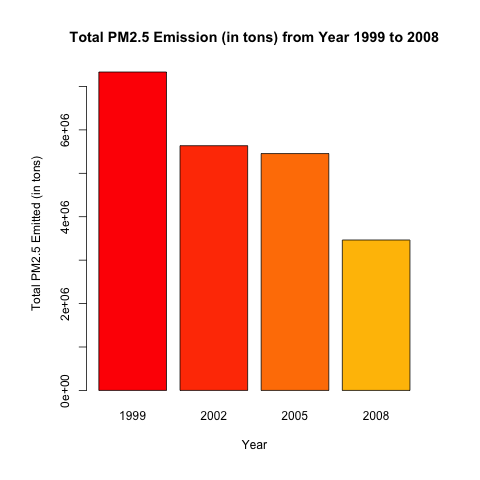 Total PM2.5 Emission (in tons) from Year 1999 to 2008
Total PM2.5 Emitted (in tons)
6e+06
4e+06
2e+06
0e+00
1999 2002 2005 2008
Year